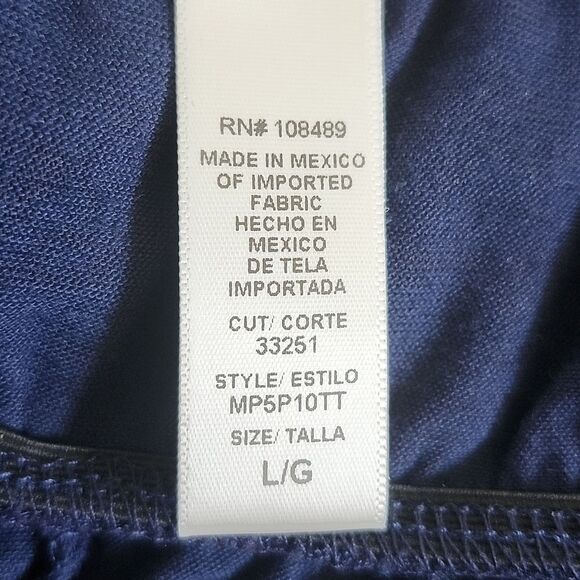 RN# 108489
MADE IN MEXICO
OF IMPORTED
FABRIC
HECHO EN
MEXICO
DE TELA
IMPORTADA
CUT/ CORTE
33251
STYLE/ ESTILO
MP5P10TT
SIZE/ TALLA
L/G